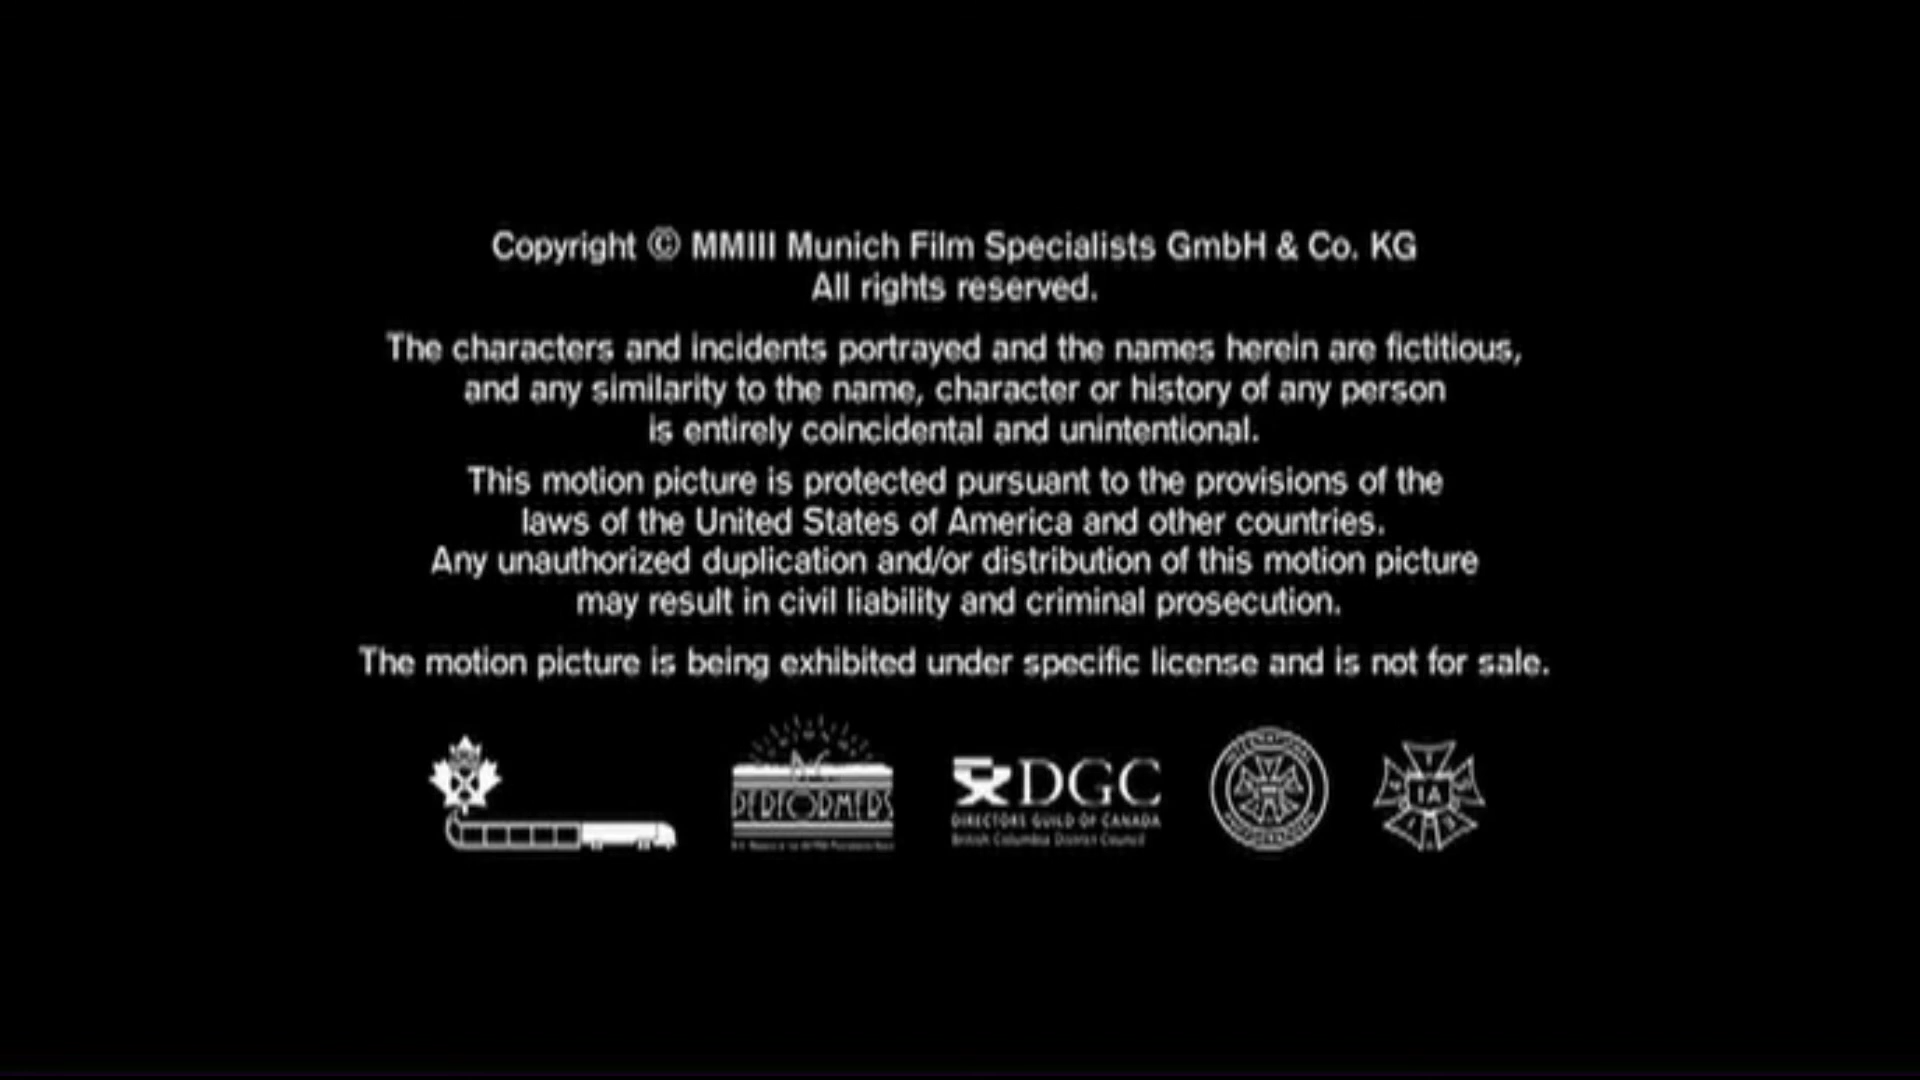 Copyright © MMIII Munich Film Specialists GmbH & Co. KG
All rights reserved.
The characters and incidents portrayed and the names herein are fictitious,
and any similarity to the name, character or history of any person
is entirely coincidental and unintentional.
This motion picture is protected pursuant to the provisions of the
laws of the United States of America and other countries.
Any unauthorized duplication and/or distribution of this motion picture
may result in civil liability and criminal prosecution.
The motion picture is being exhibited under specific license and is not for sale.
PERFORMERS
DGC
DIRECTORS GUILD OF CANADA
British Columbia District Council
IA